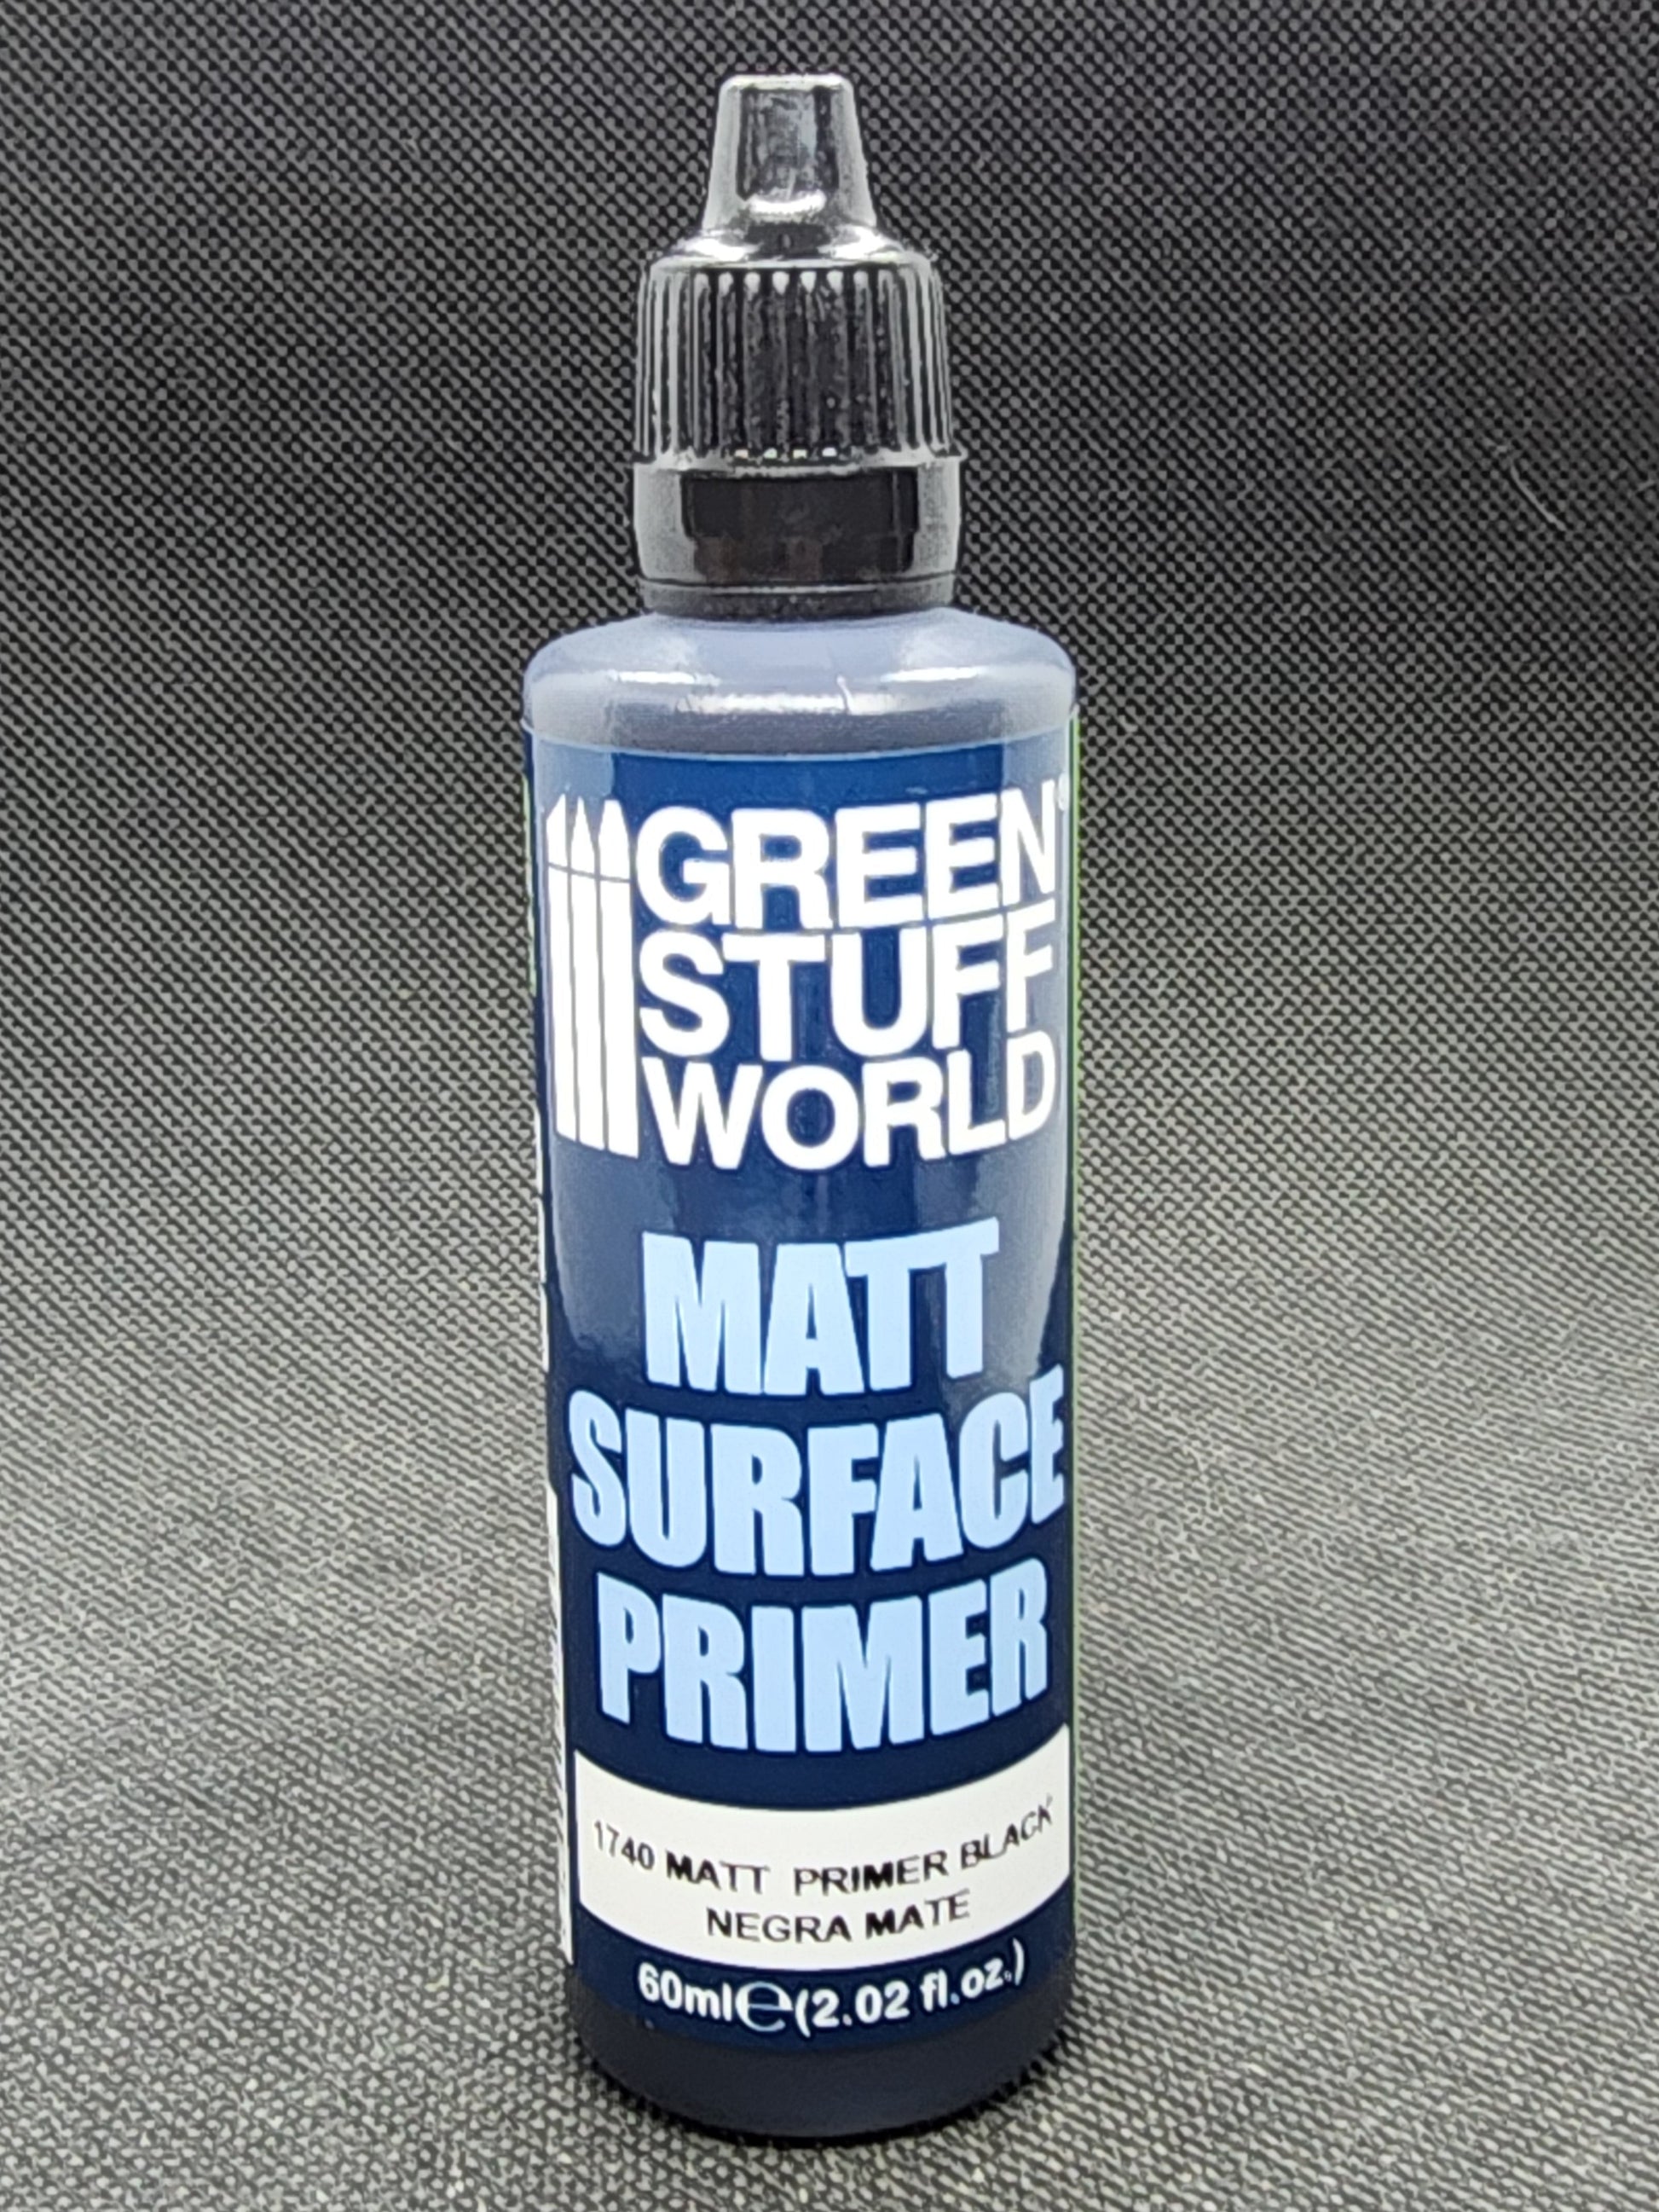 GREEN
STUFF
WORLD
MATT
SURFACE
PRIMER
1740 MATT PRIMER BLACK
NEGRA MATE
60ml℮(2.02 fl.oz.)